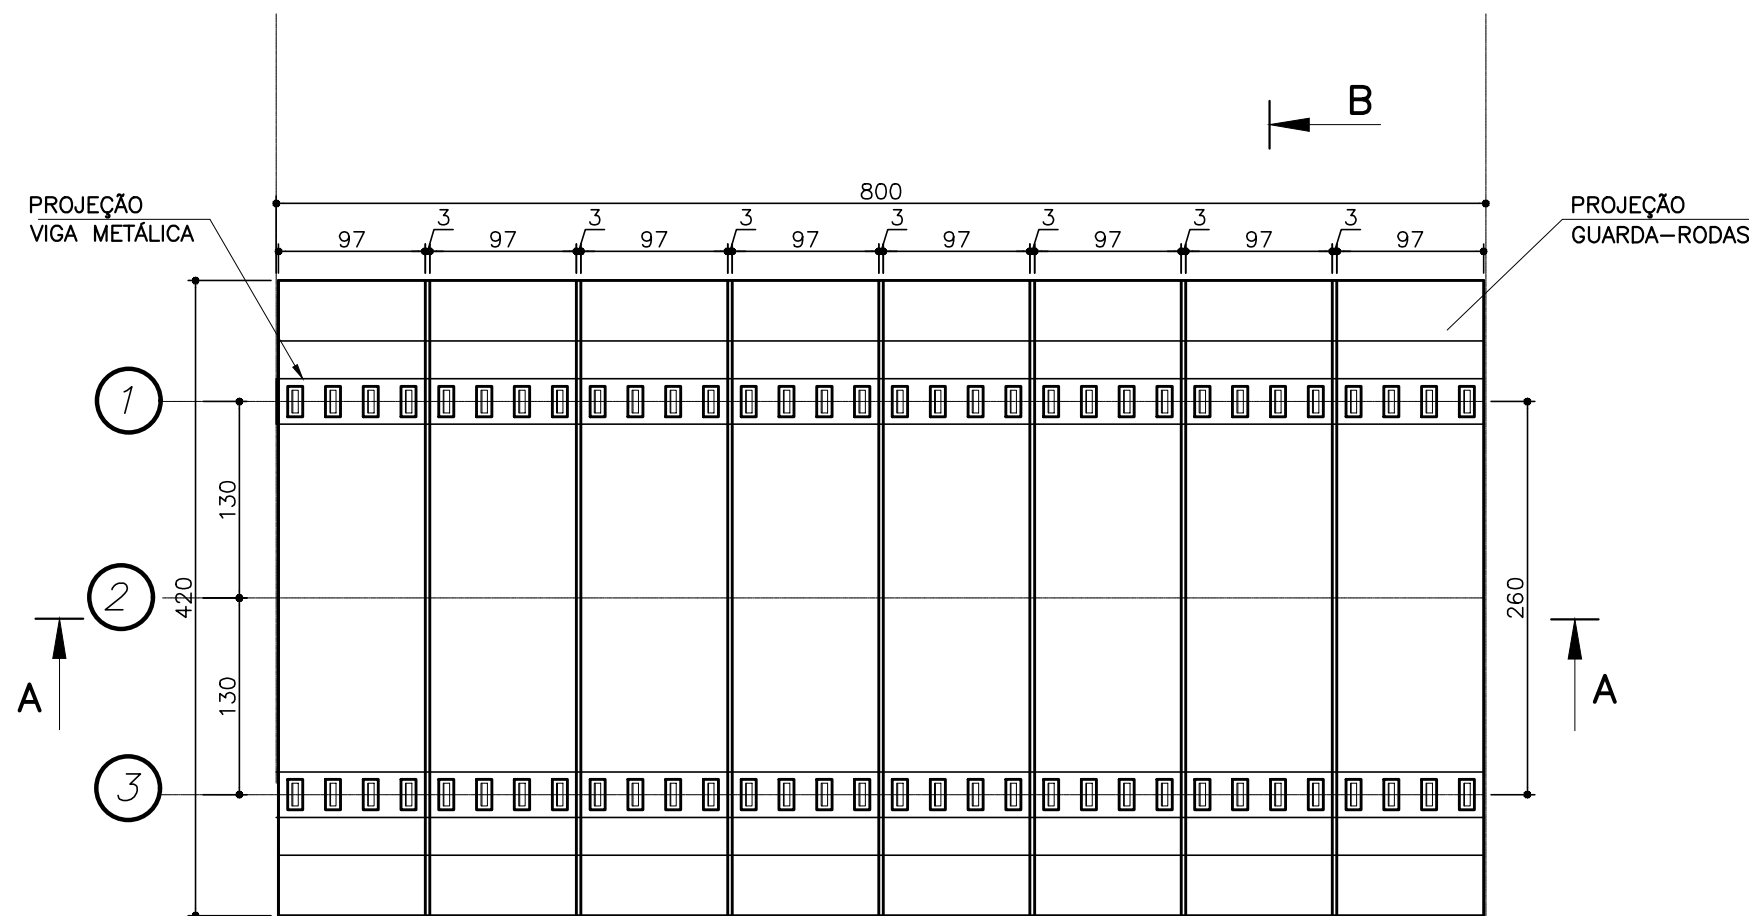 B
800
PROJEÇÃO
VIGA METÁLICA
PROJEÇÃO
GUARDA-RODAS
3 3 3 3 3 3 3
97 97 97 97 97 97 97 97
1
130
2
420
260
A
A
130
3